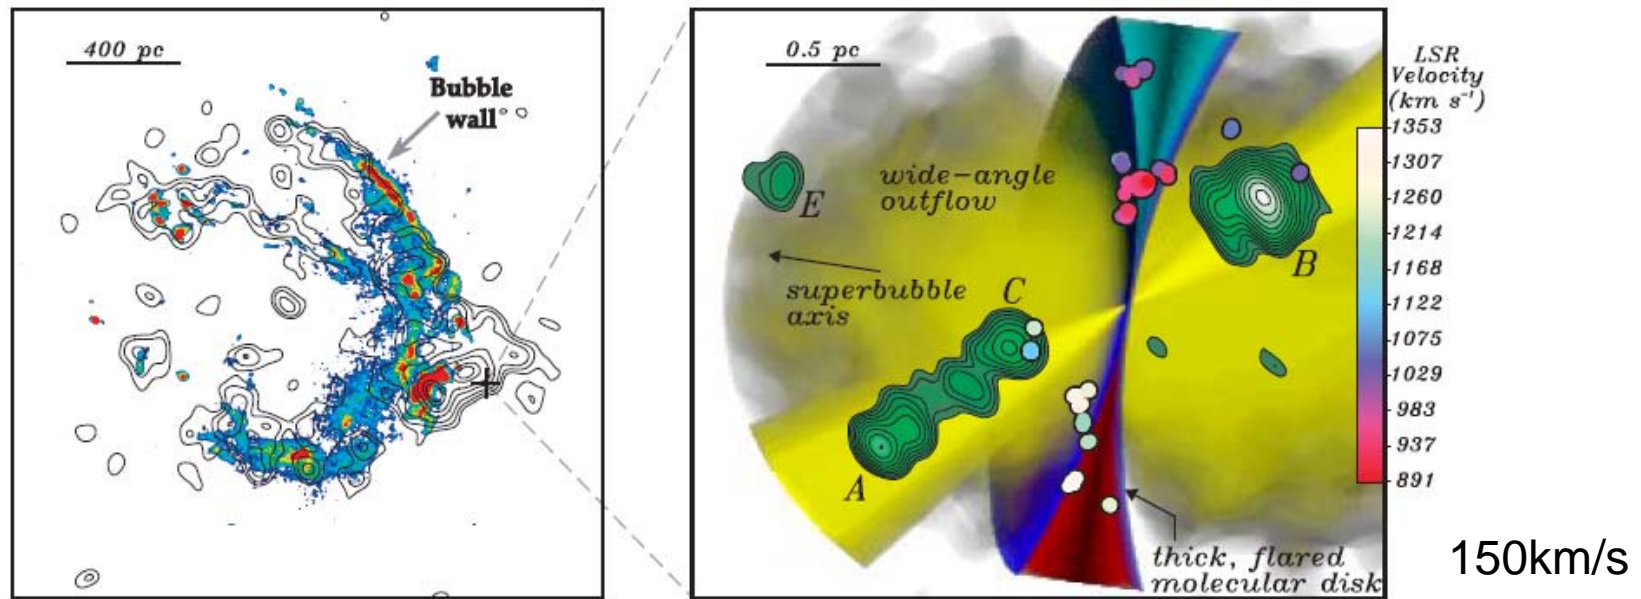 400 pc
Bubble
wall
0.5 pc
wide-angle
outflow
E
superbubble
axis
C
B
A
thick, flared
molecular disk
LSR
Velocity
(km s⁻¹)
1353
1307
1260
1214
1168
1122
1075
1029
983
937
891
150km/s